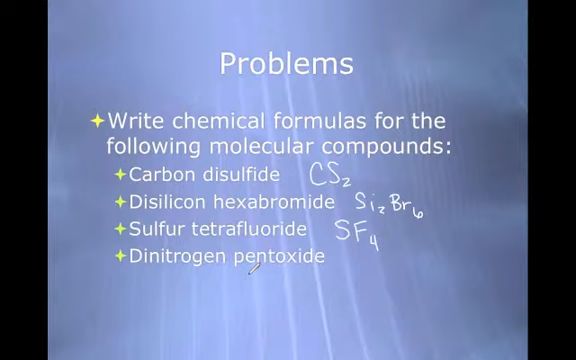 Problems
Write chemical formulas for the
following molecular compounds:
Carbon disulfide CS₂
Disilicon hexabromide Si₂Br₆
Sulfur tetrafluoride SF₄
Dinitrogen pentoxide